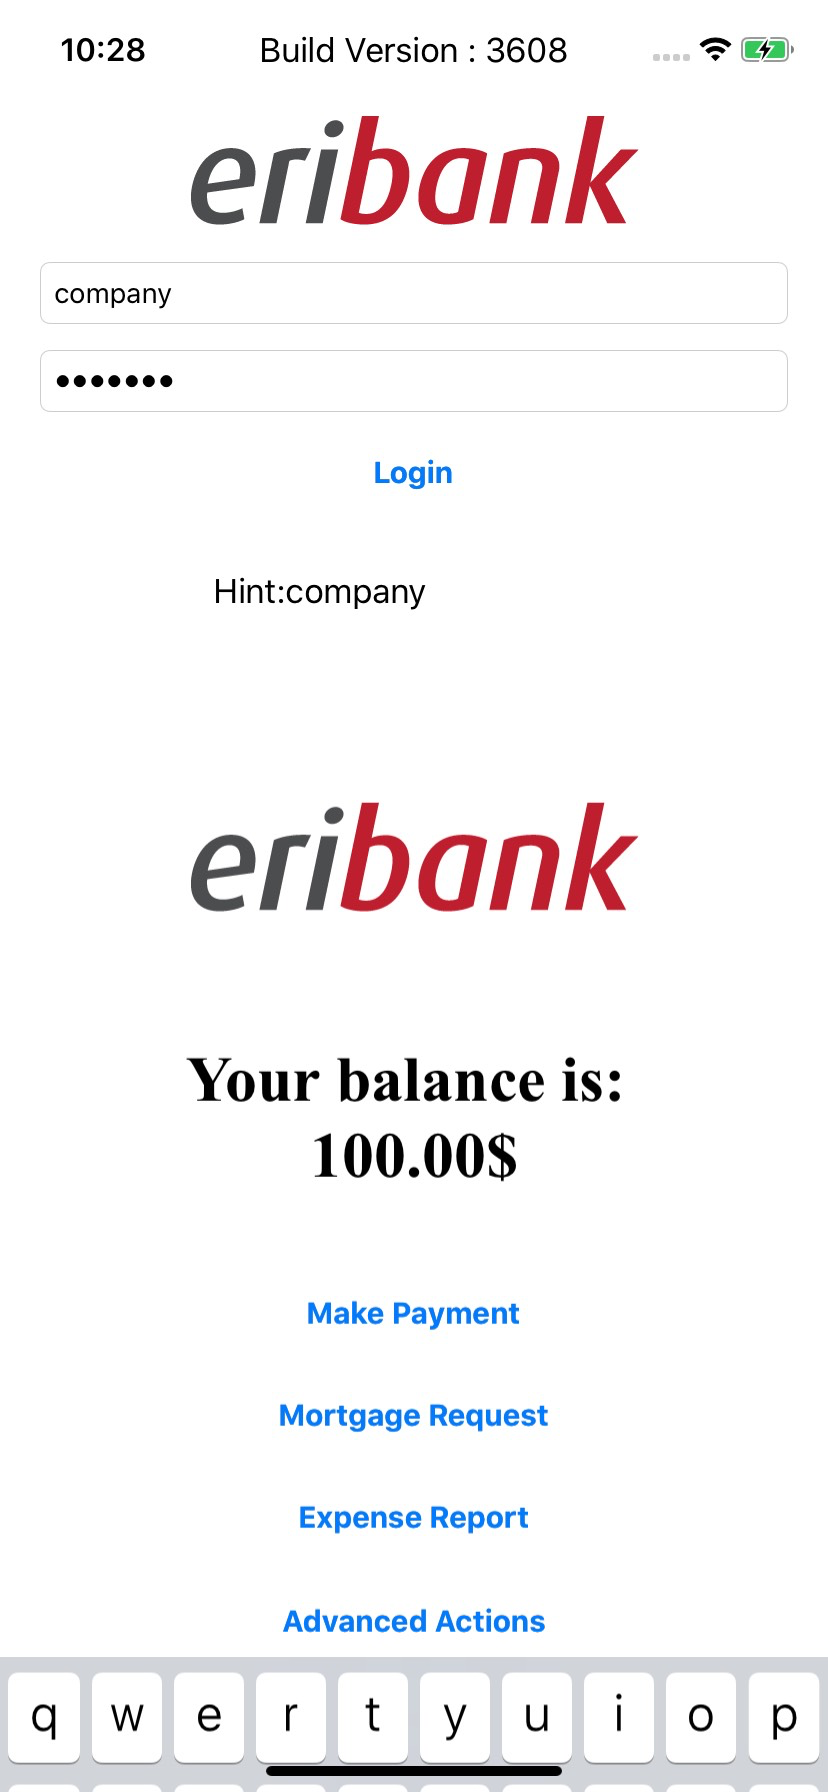 10:28
Build Version : 3608
eribank
company
•••••••
Login
Hint:company
eribank
Your balance is:
100.00$
Make Payment
Mortgage Request
Expense Report
Advanced Actions
q w e r t y u i o p